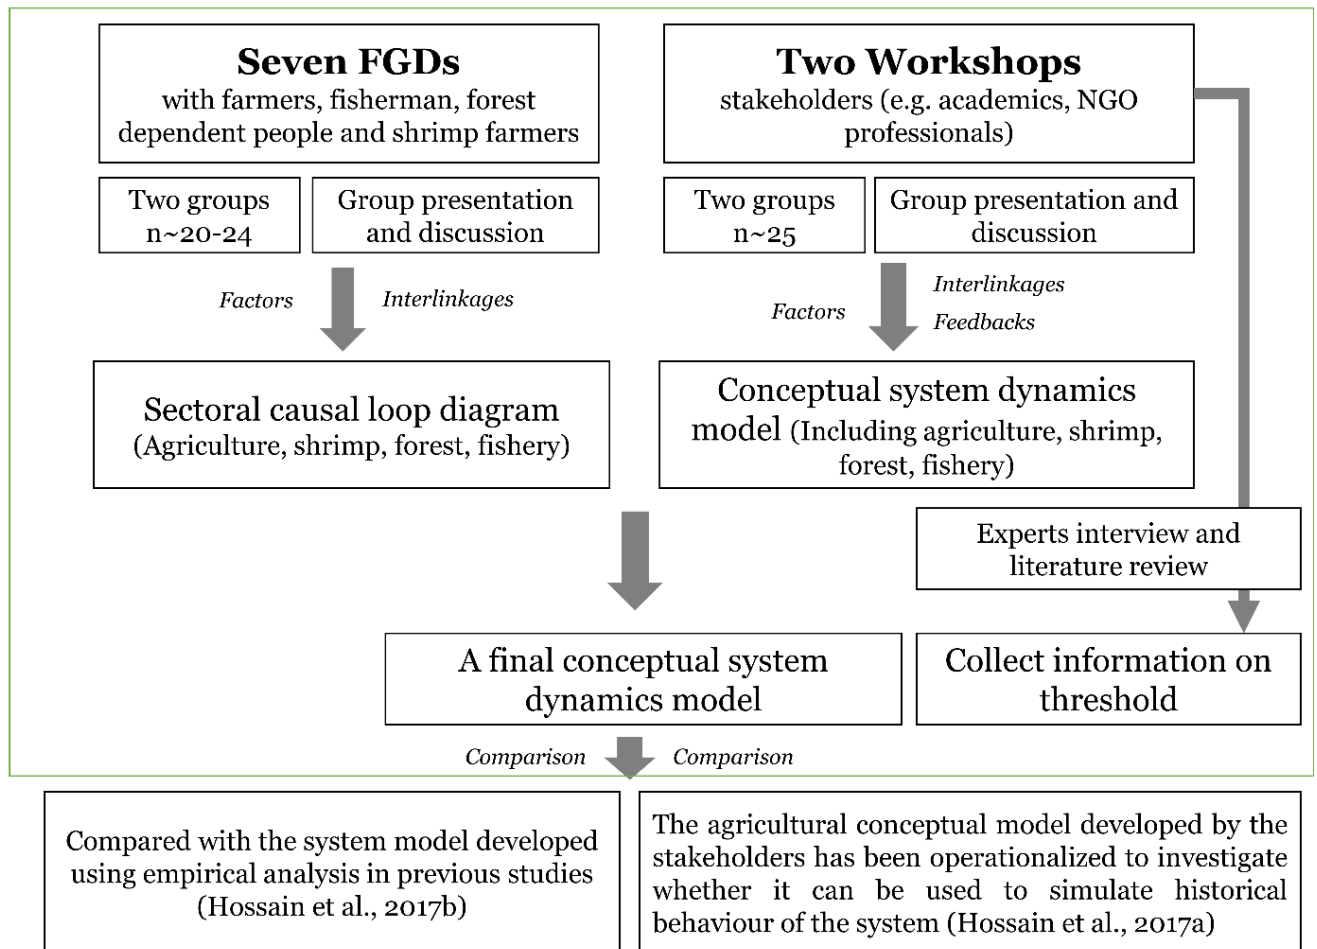 Seven FGDs
with farmers, fisherman, forest
dependent people and shrimp farmers
Two Workshops
stakeholders (e.g. academics, NGO
professionals)
Two groups
n~20-24
Group presentation
and discussion
Two groups
n~25
Group presentation and
discussion
Factors
Interlinkages
Factors
Interlinkages
Feedbacks
Sectoral causal loop diagram
(Agriculture, shrimp, forest, fishery)
Conceptual system dynamics
model (Including agriculture, shrimp,
forest, fishery)
Experts interview and
literature review
A final conceptual system
dynamics model
Collect information on
threshold
Comparison
Comparison
Compared with the system model developed
using empirical analysis in previous studies
(Hossain et al., 2017b)
The agricultural conceptual model developed by the
stakeholders has been operationalized to investigate
whether it can be used to simulate historical
behaviour of the system (Hossain et al., 2017a)